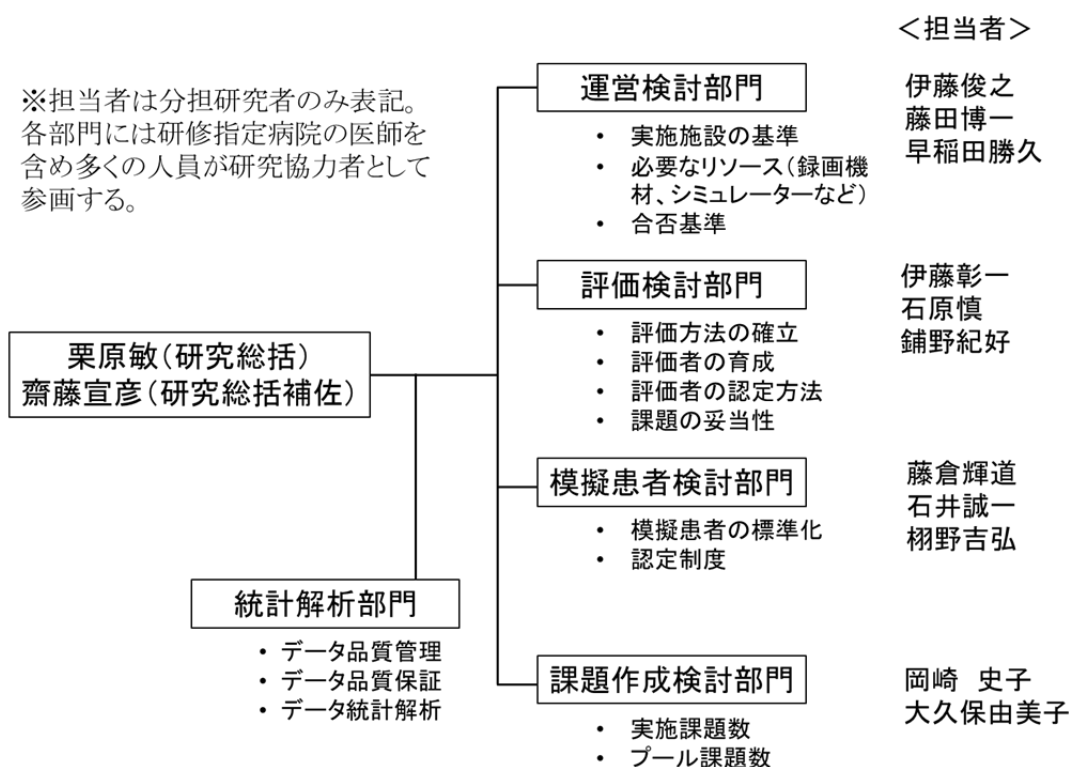 ＜担当者＞
※担当者は分担研究者のみ表記。
各部門には研修指定病院の医師を
含め多くの人員が研究協力者として
参画する。
運営検討部門
• 実施施設の基準
• 必要なリソース（録画機
材、シミュレーターなど）
• 合否基準
伊藤俊之
藤田博一
早稲田勝久
評価検討部門
• 評価方法の確立
• 評価者の育成
• 評価者の認定方法
• 課題の妥当性
伊藤彰一
石原慎
鋪野紀好
栗原敏（研究総括）
齋藤宣彦（研究総括補佐）
模擬患者検討部門
• 模擬患者の標準化
• 認定制度
藤倉輝道
石井誠一
栩野吉弘
統計解析部門
• データ品質管理
• データ品質保証
• データ統計解析
課題作成検討部門
• 実施課題数
• プール課題数
岡崎　史子
大久保由美子